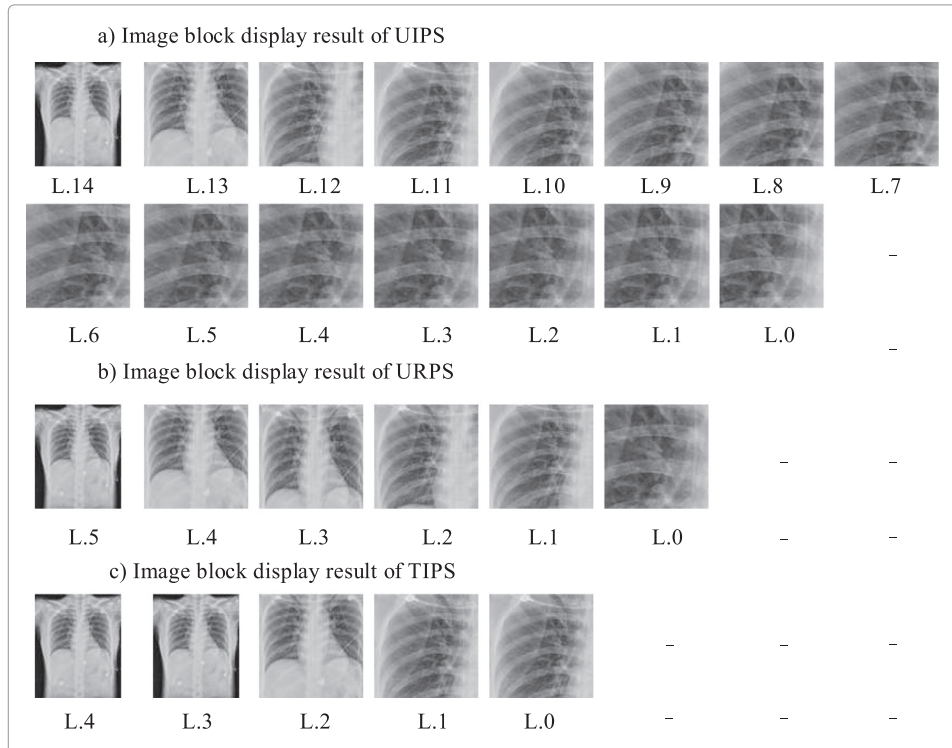 a) Image block display result of UIPS
L.14 L.13 L.12 L.11 L.10 L.9 L.8 L.7
–
L.6 L.5 L.4 L.3 L.2 L.1 L.0
–
b) Image block display result of URPS
– –
L.5 L.4 L.3 L.2 L.1 L.0 – –
c) Image block display result of TIPS
– – –
L.4 L.3 L.2 L.1 L.0 – – –